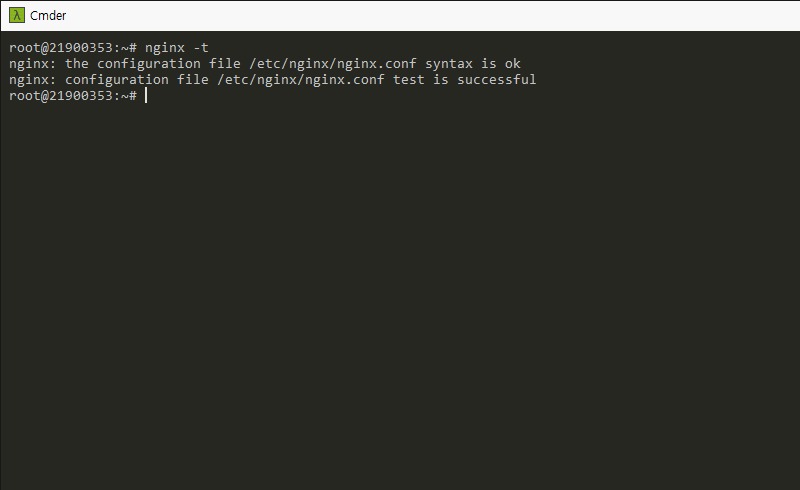 λ Cmder
root@21900353:~# nginx -t
nginx: the configuration file /etc/nginx/nginx.conf syntax is ok
nginx: configuration file /etc/nginx/nginx.conf test is successful
root@21900353:~#